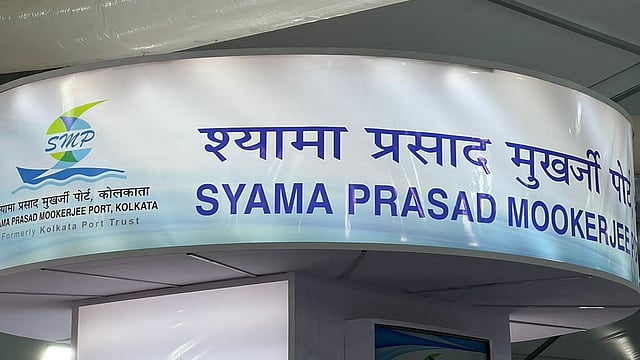 SMP
श्यामा प्रसाद मुखर्जी पोर्ट, कोलकाता
SYAMA PRASAD MOOKERJEE PORT, KOLKATA
Formerly Kolkata Port Trust
श्यामा प्रसाद मुखर्जी पोर्ट
SYAMA PRASAD MOOKERJEE